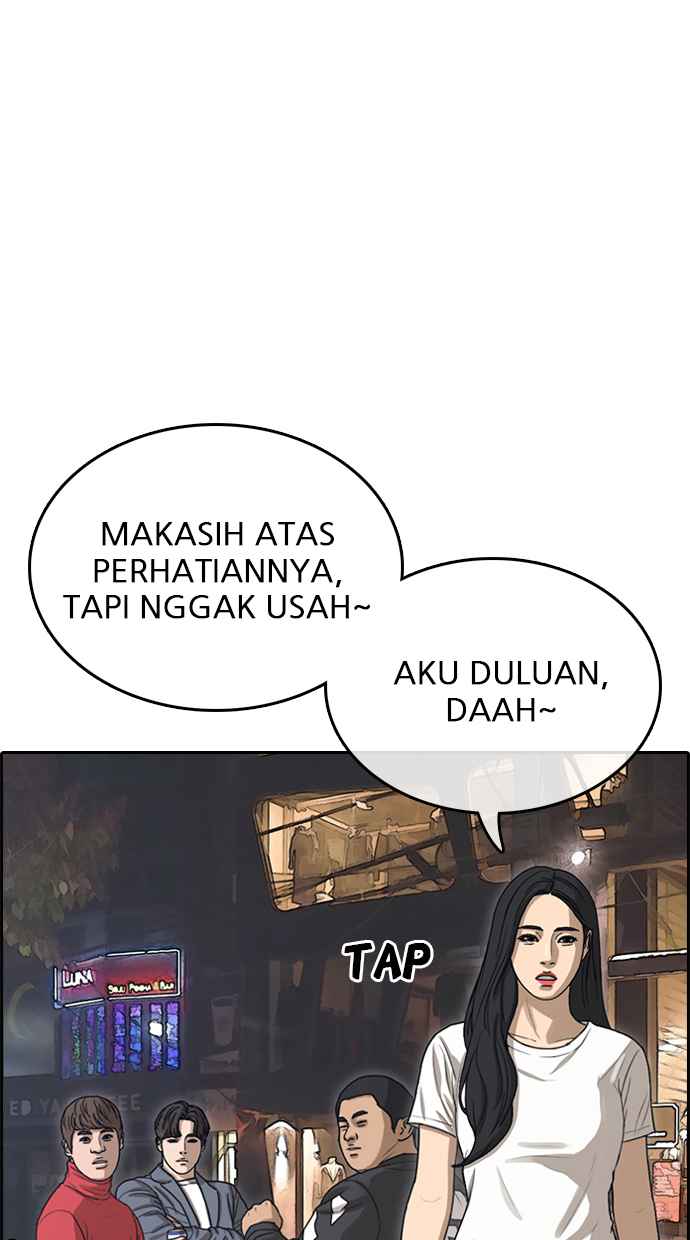 MAKASIH ATAS
PERHATIANNYA,
TAPI NGGAK USAH~
AKU DULUAN,
DAAH~
TAP
LUNA